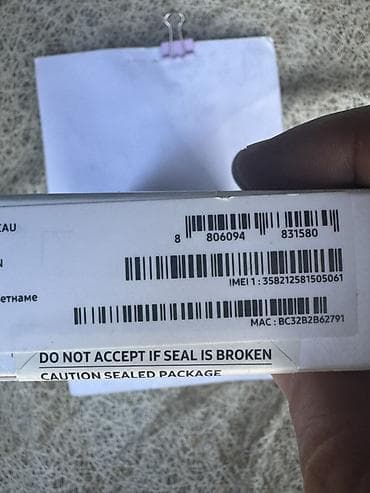 EAU
8 806094 831580
N
IMEI 1 : 358212581505061
ЕТНАМЕ
MAC : BC32B2B62791
DO NOT ACCEPT IF SEAL IS BROKEN
CAUTION SEALED PACKAGE